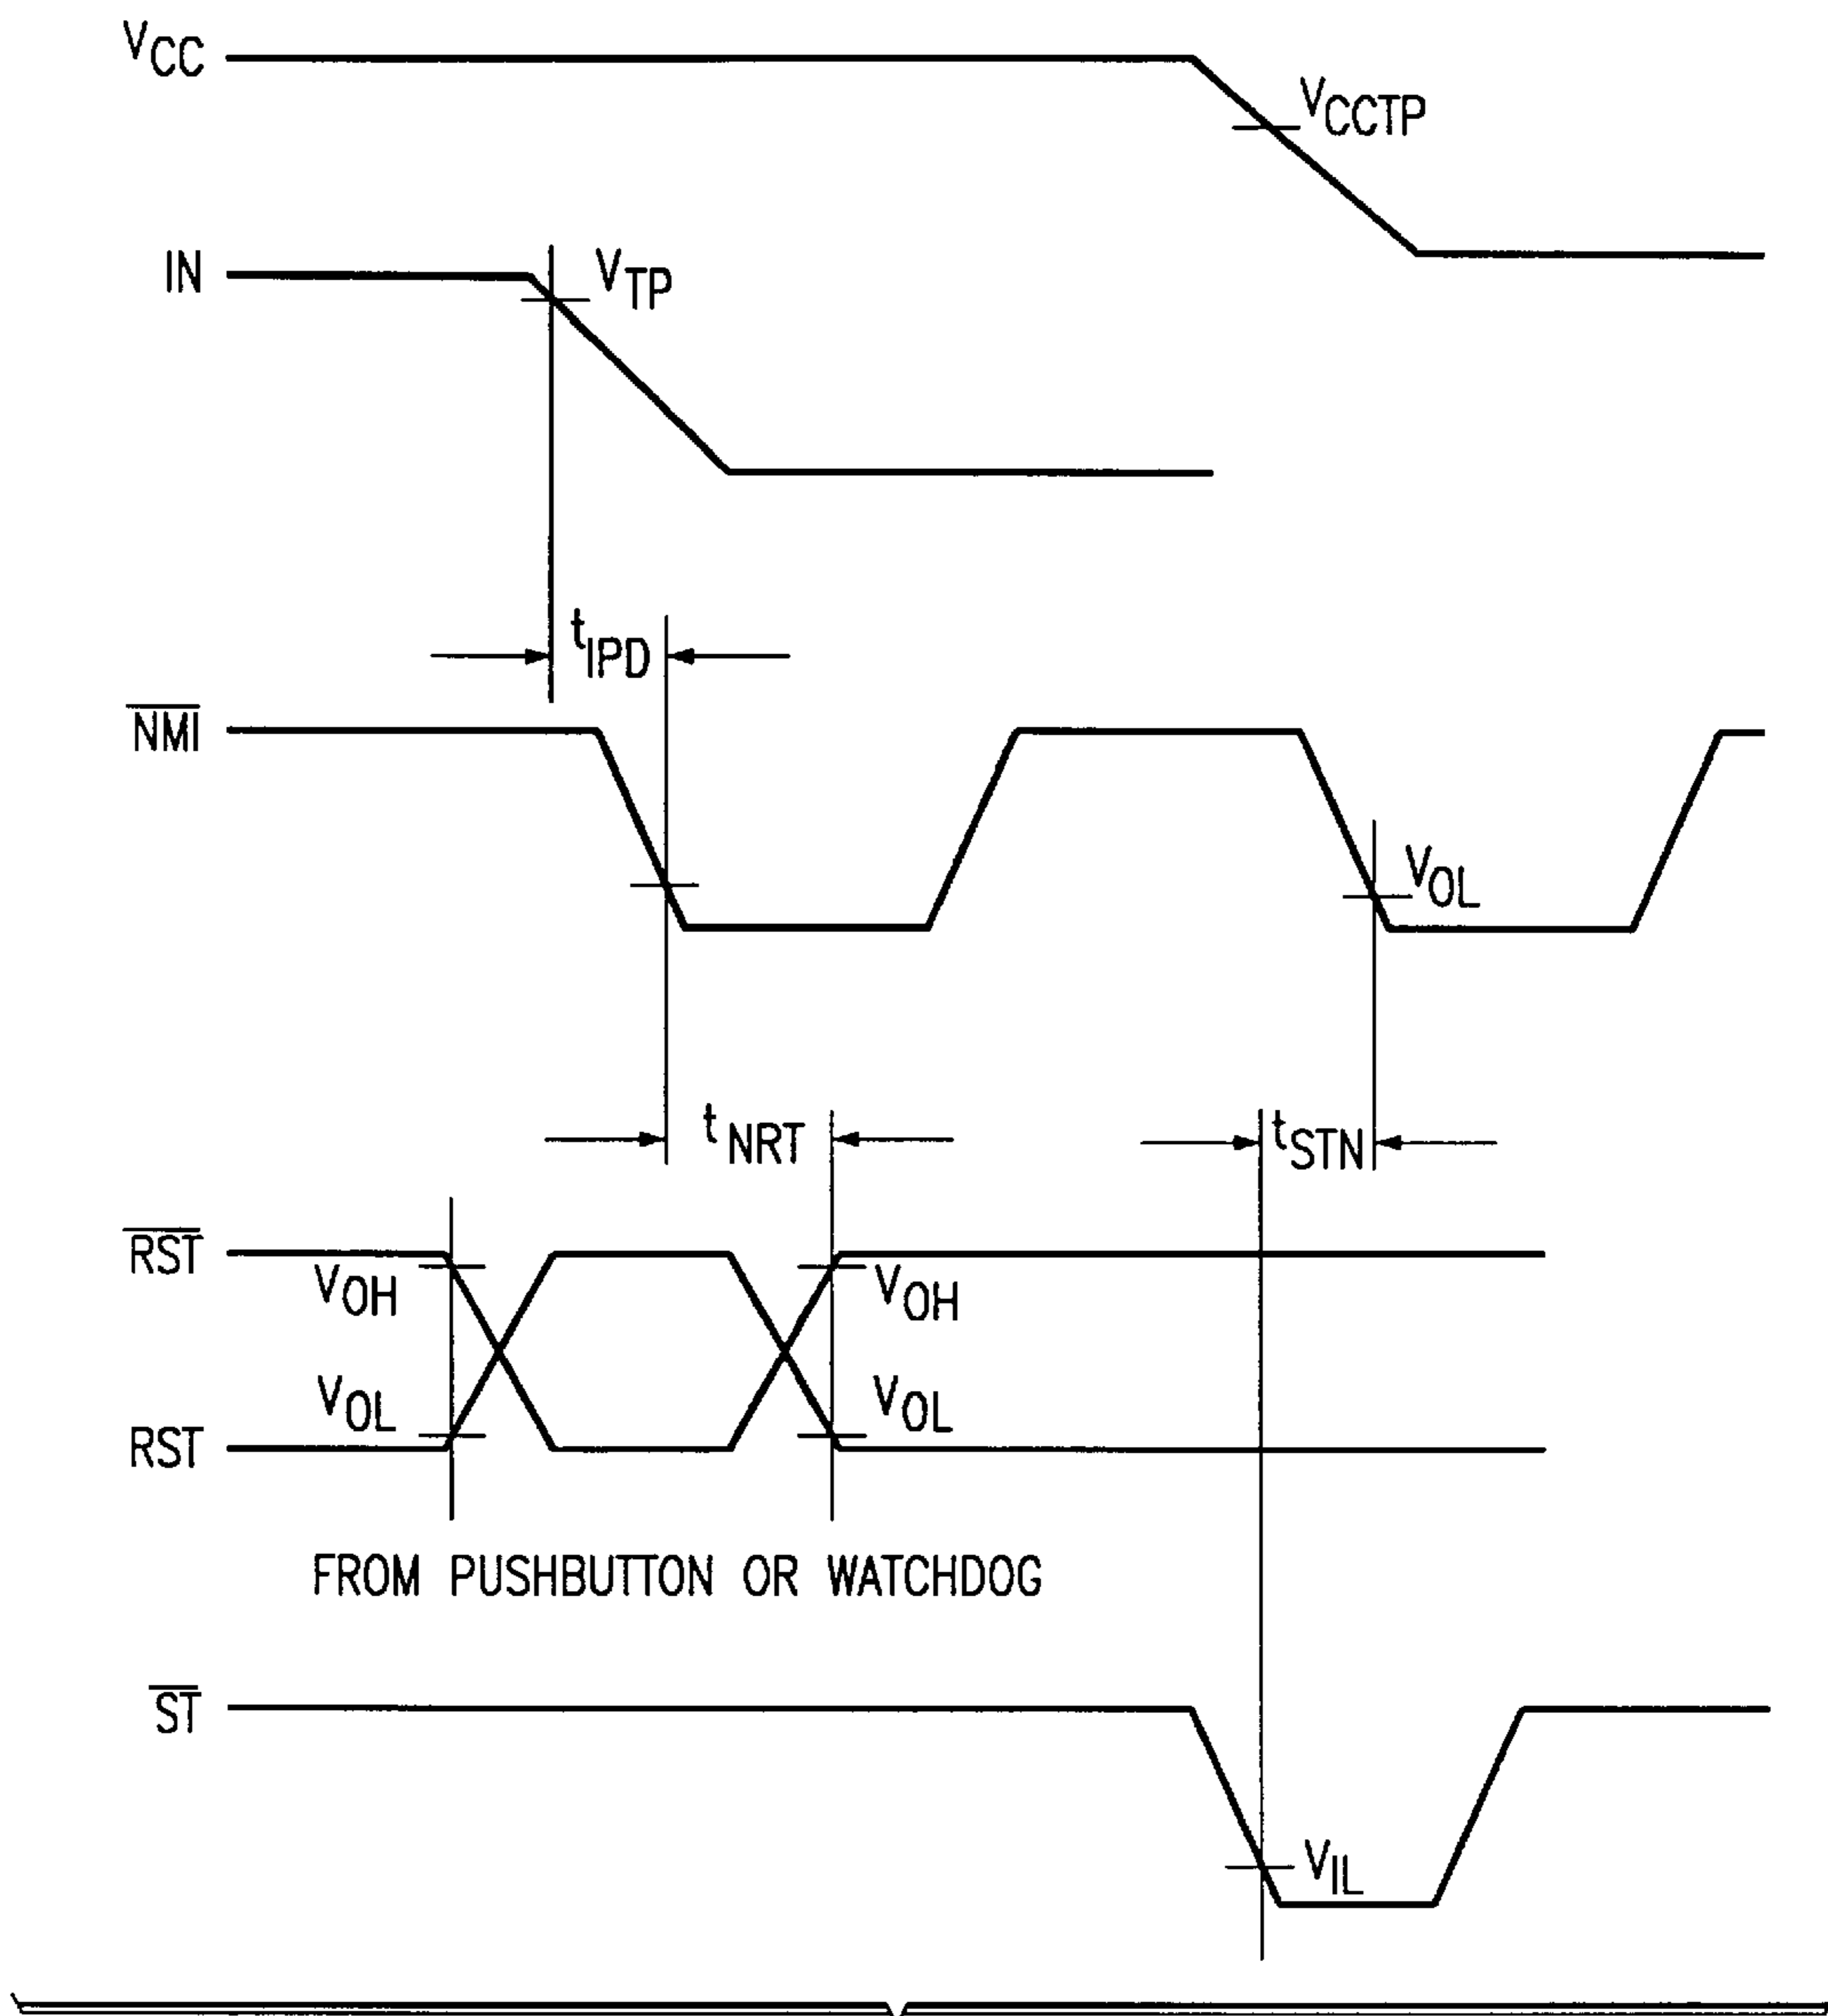 VCC
VCCTP
IN
VTP
tIPD
NMI
VOL
tNRT
tSTN
RST
VOH
VOH
VOL
VOL
RST
FROM PUSHBUTTON OR WATCHDOG
ST
VIL